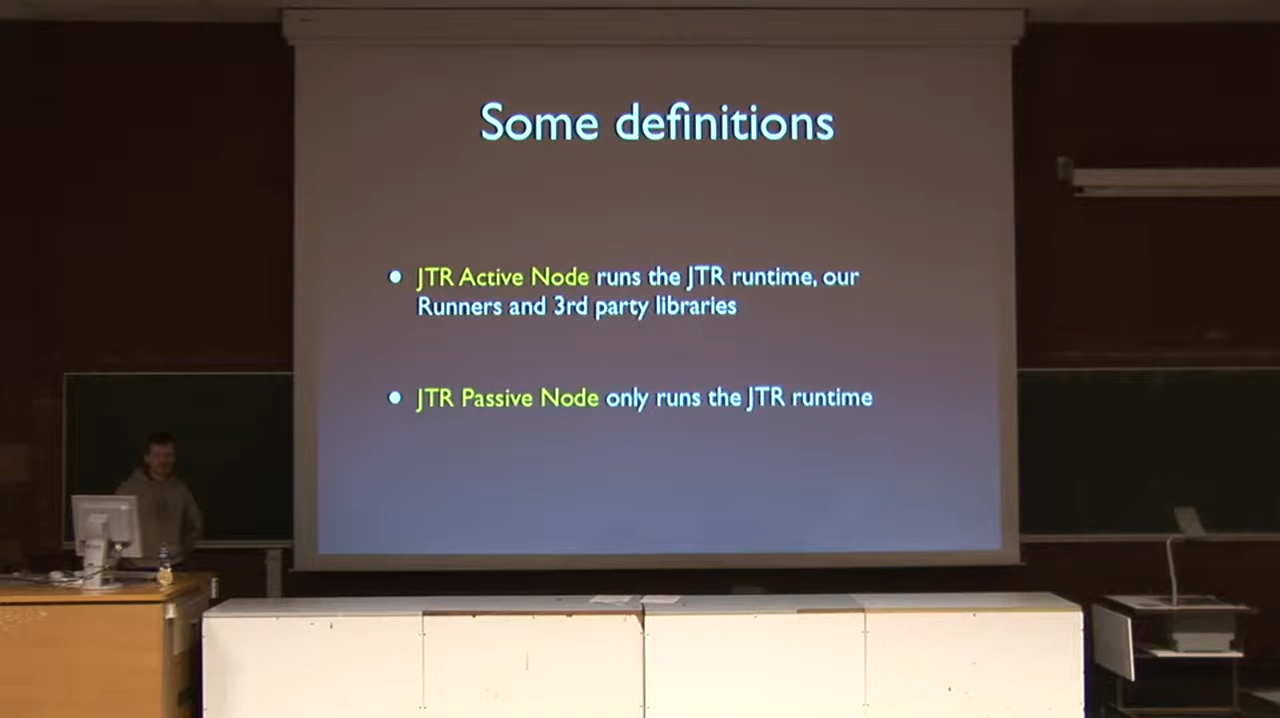 Some definitions
• JTR Active Node runs the JTR runtime, our
Runners and 3rd party libraries
• JTR Passive Node only runs the JTR runtime